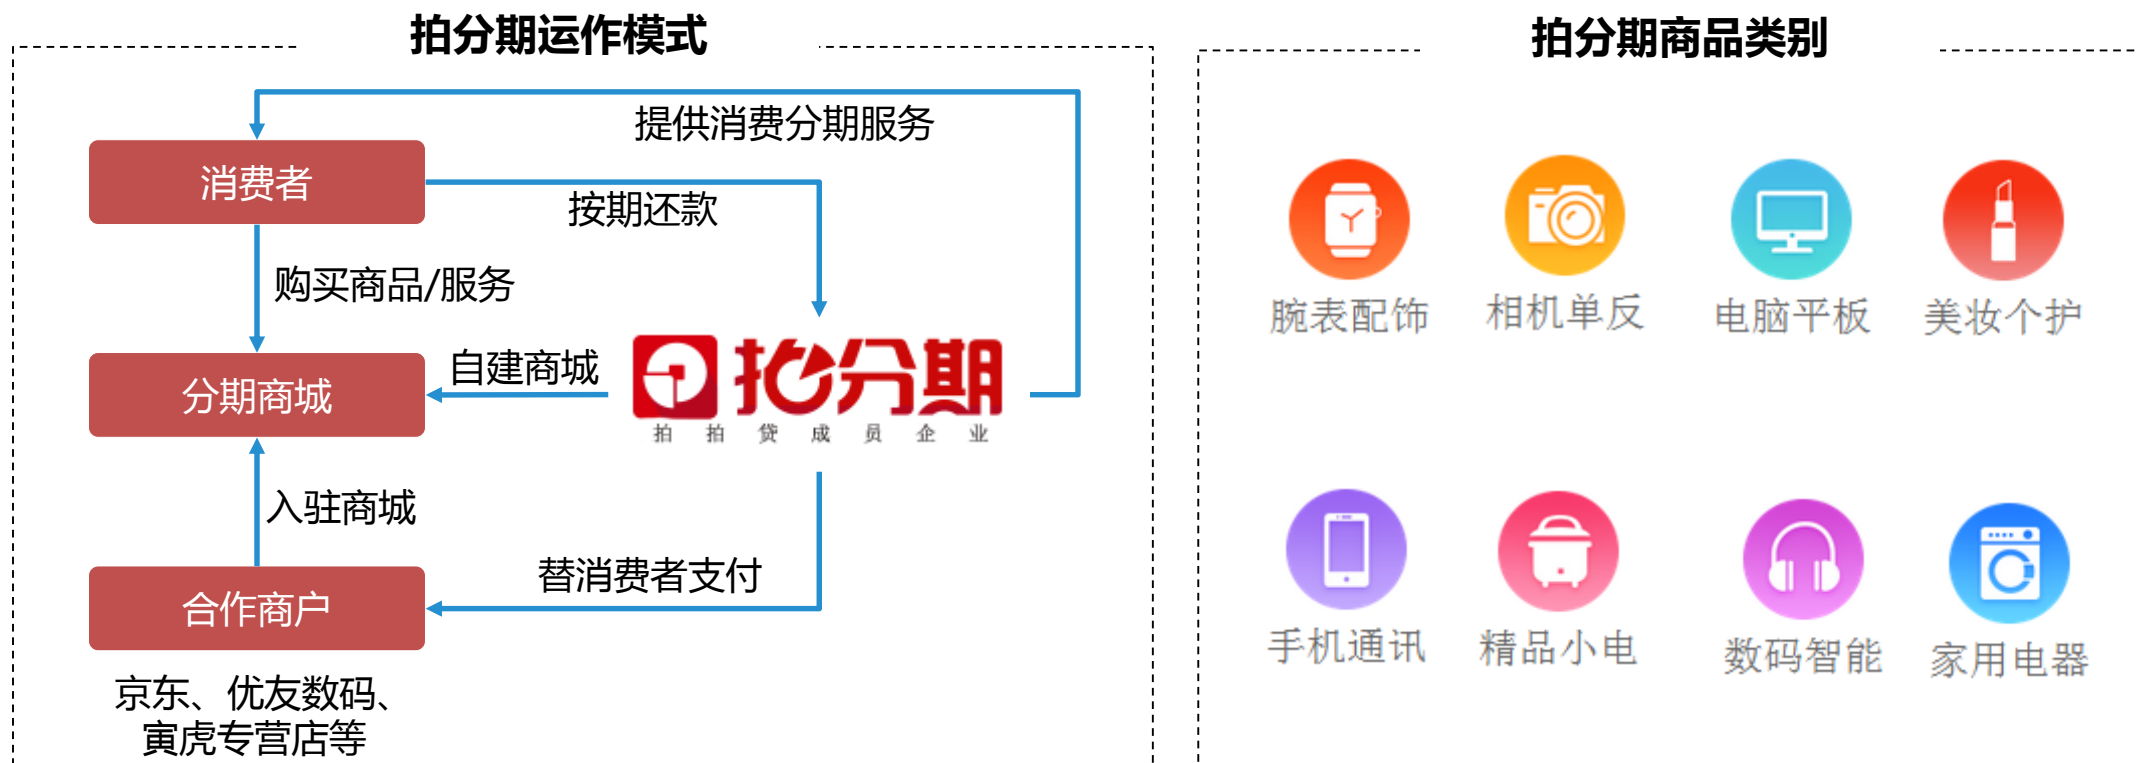 拍分期运作模式
提供消费分期服务
消费者
按期还款
购买商品/服务
自建商城
分期商城
拍分期
拍拍贷成员企业
入驻商城
替消费者支付
合作商户
京东、优友数码、
寅虎专营店等
拍分期商品类别
腕表配饰
相机单反
电脑平板
美妆个护
手机通讯
精品小电
数码智能
家用电器